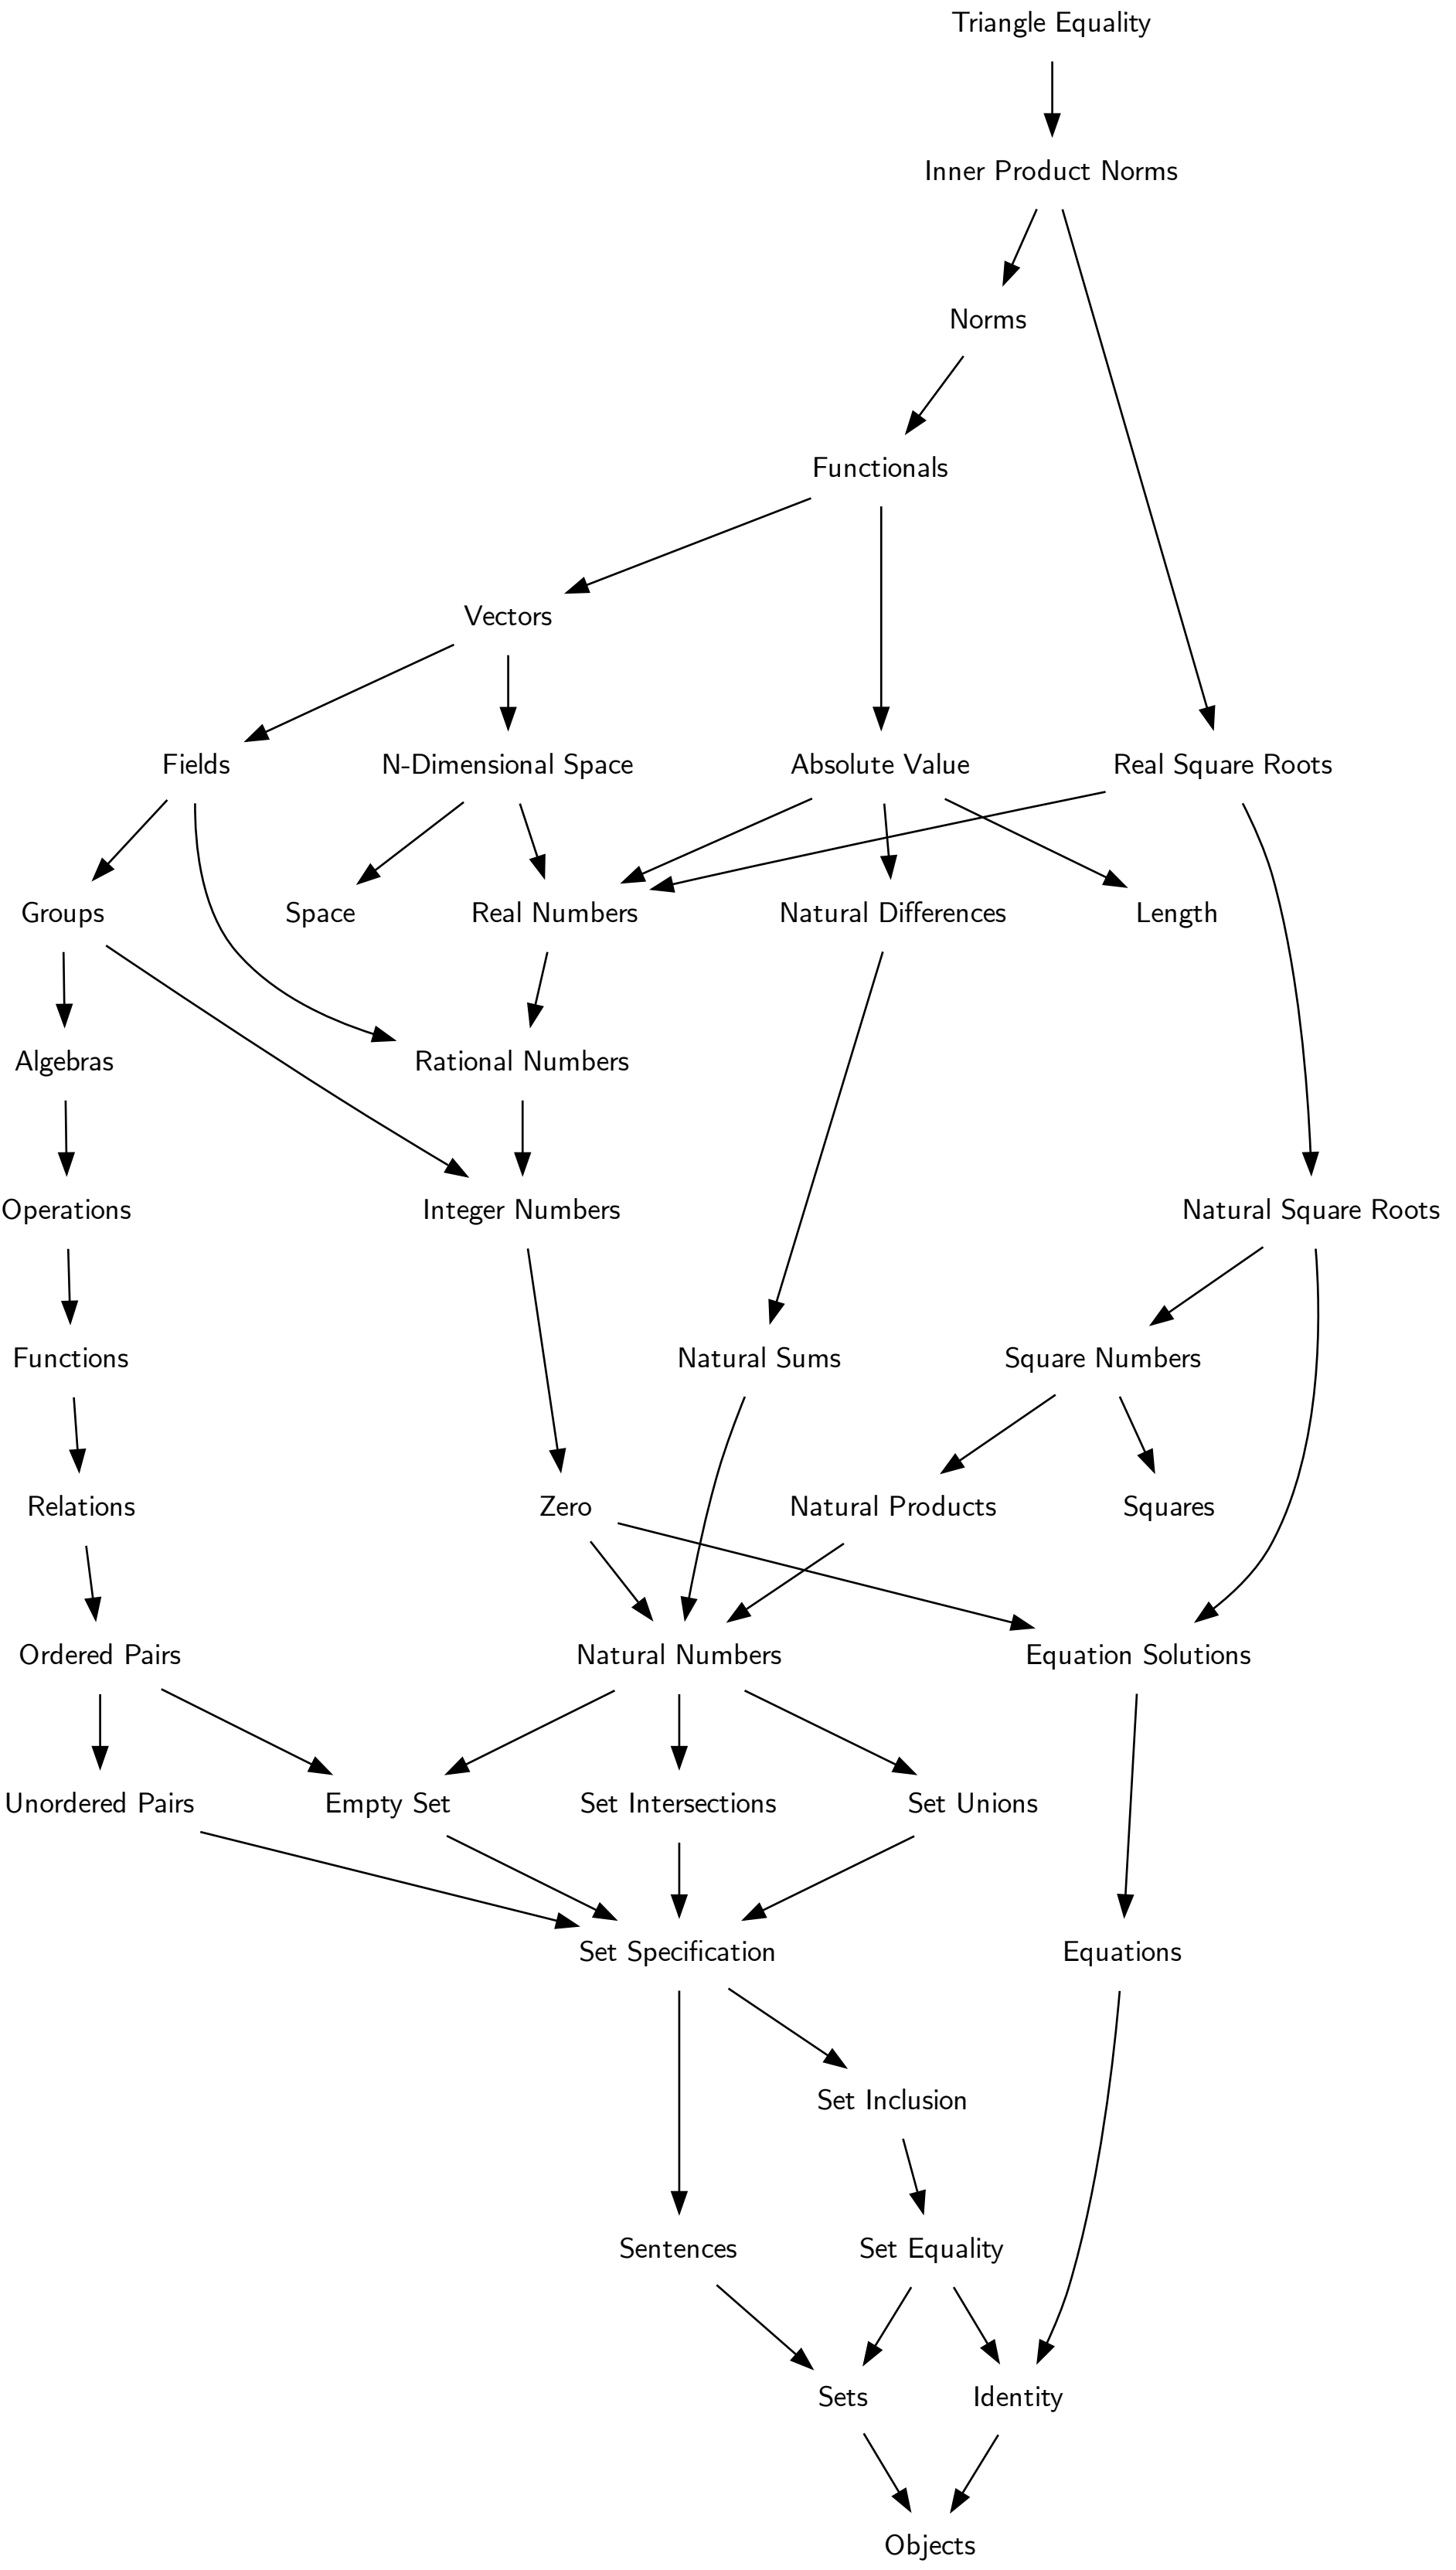 Triangle Equality
Inner Product Norms
Norms
Functionals
Vectors
Fields
N-Dimensional Space
Absolute Value
Real Square Roots
Groups
Space
Real Numbers
Natural Differences
Length
Algebras
Rational Numbers
Operations
Integer Numbers
Natural Square Roots
Functions
Natural Sums
Square Numbers
Relations
Zero
Natural Products
Squares
Ordered Pairs
Natural Numbers
Equation Solutions
Unordered Pairs
Empty Set
Set Intersections
Set Unions
Set Specification
Equations
Set Inclusion
Sentences
Set Equality
Sets
Identity
Objects